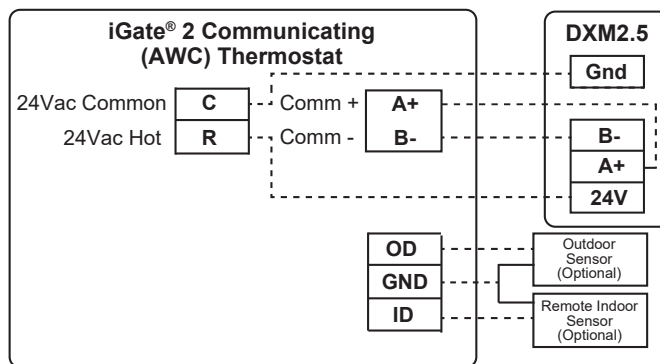 iGate® 2 Communicating
(AWC) Thermostat
DXM2.5
Gnd
24Vac Common C Comm + A+
24Vac Hot R Comm - B-
B-
A+
24V
OD
GND
ID
Outdoor
Sensor
(Optional)
Remote Indoor
Sensor
(Optional)